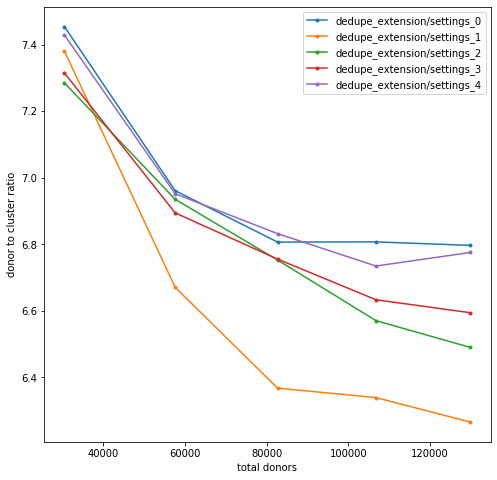 dedupe_extension/settings_0
dedupe_extension/settings_1
dedupe_extension/settings_2
dedupe_extension/settings_3
dedupe_extension/settings_4
donor to cluster ratio
7.4
7.2
7.0
6.8
6.6
6.4
40000 60000 80000 100000 120000
total donors